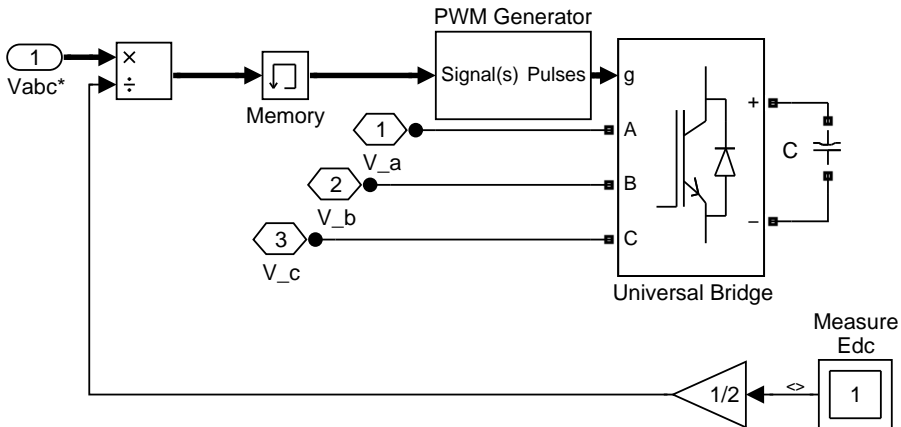 PWM Generator
1
Vabc*
×
÷
Memory
Signal(s) Pulses
g
1
V_a
A
2
V_b
B
3
V_c
C
+
−
C
Universal Bridge
Measure
Edc
1/2
<>
1